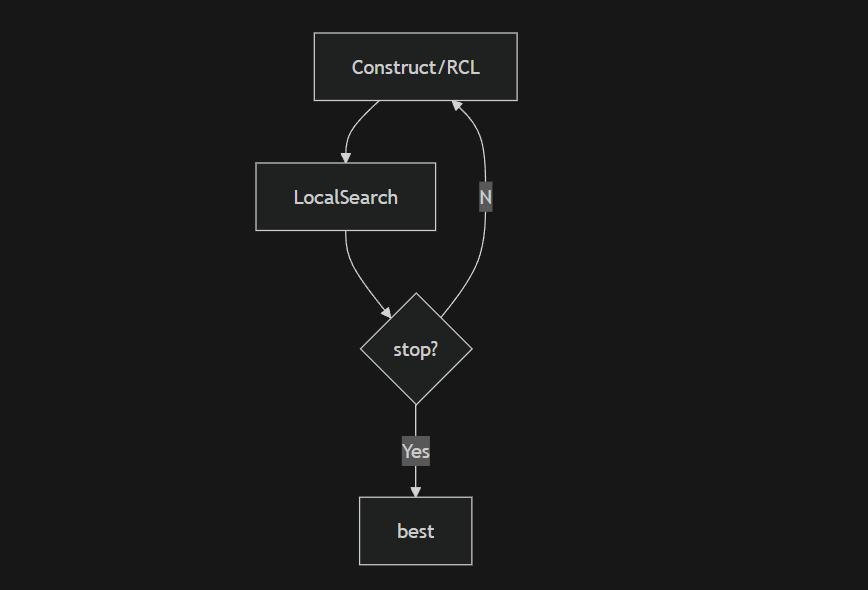 Construct/RCL
LocalSearch
N
stop?
Yes
best